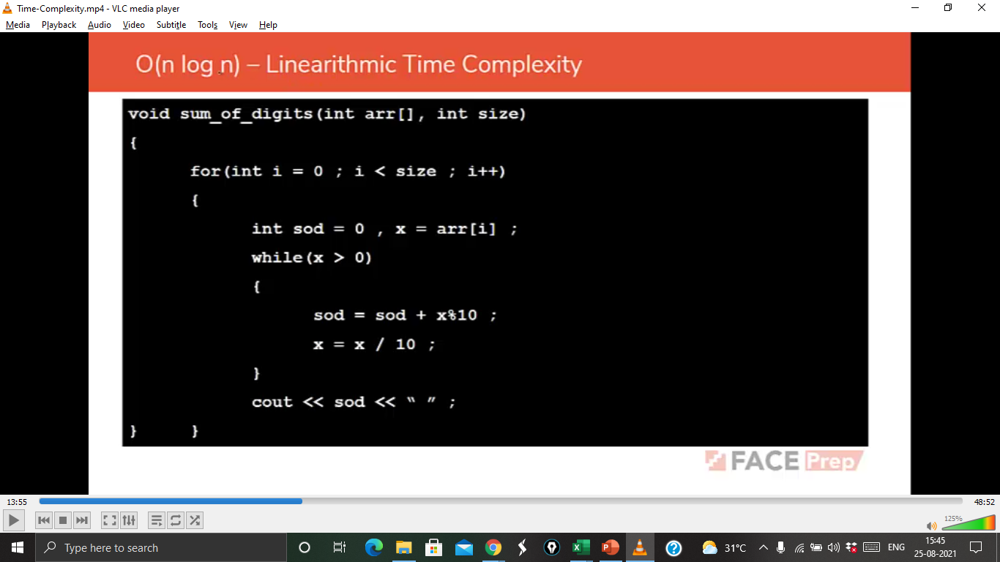 Time-Complexity.mp4 - VLC media player
Media Playback Audio Video Subtitle Tools View Help
O(n log n) – Linearithmic Time Complexity
void sum_of_digits(int arr[], int size)
{
for(int i = 0 ; i < size ; i++)
{
int sod = 0 , x = arr[i] ;
while(x > 0)
{
sod = sod + x%10 ;
x = x / 10 ;
}
cout << sod << “ ” ;
} }
FACE Prep
13:55 48:52
125%
Type here to search
31°C
ENG
15:45
25-08-2021